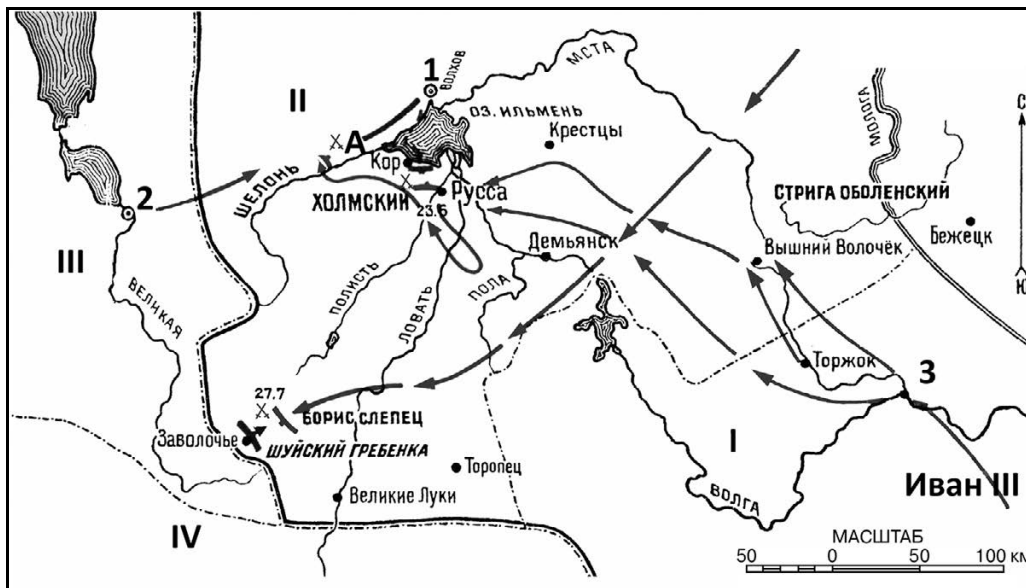 МСТА
1
ВОЛХОВ
II
А
ОЗ. ИЛЬМЕНЬ
Крестцы
МОЛОГА
С
Кор
ШЕЛОНЬ
ХОЛМСКИЙ
Русса
23.6
2
СТРИГА ОБОЛЕНСКИЙ
Бежецк
Вышний Волочёк
Демьянск
III
ПОЛА
Ю
ВЕЛИКАЯ
ПОЛИСТЬ
ЛОВАТЬ
Торжок
3
27.7
БОРИС СЛЕПЕЦ
Заволочье
ШУЙСКИЙ ГРЕБЕНКА
I
Торопец
Иван III
Великие Луки
ВОЛГА
IV
МАСШТАБ
50 0 50 100 км